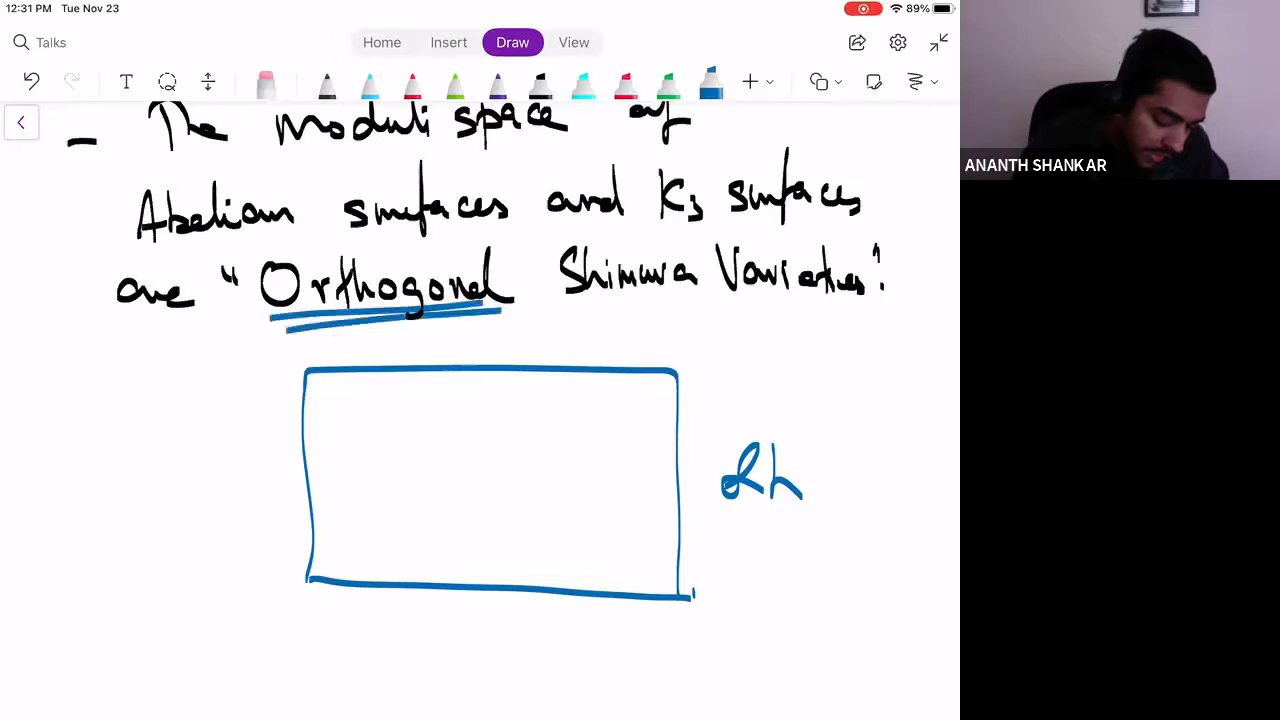 12:31 PM Tue Nov 23
89%
Talks
Home Insert Draw View
T
- The moduli space of
Abelian surfaces and K3 surfaces
are "Orthogonal Shimura Varieties".
Sh
ANANTH SHANKAR